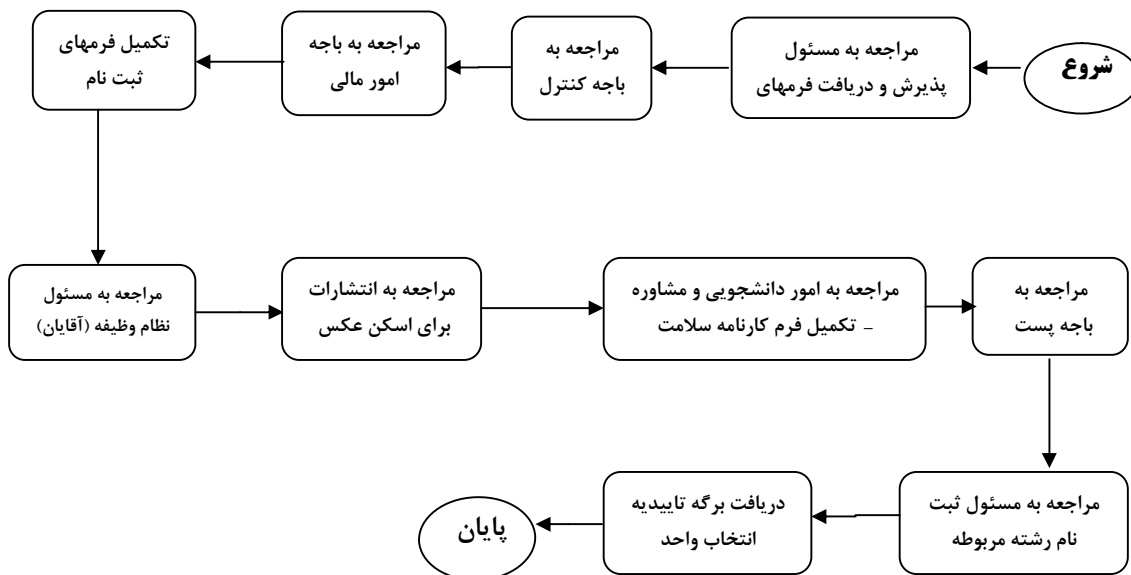 شروع
مراجعه به مسئول
پذیرش و دریافت فرمهای
مراجعه به
باجه کنترل
مراجعه به باجه
امور مالی
تکمیل فرمهای
ثبت نام
مراجعه به مسئول
نظام وظیفه (آقایان)
مراجعه به انتشارات
برای اسکن عکس
مراجعه به امور دانشجویی و مشاوره
- تکمیل فرم کارنامه سلامت
مراجعه به
باجه پست
مراجعه به مسئول ثبت
نام رشته مربوطه
دریافت برگه تاییدیه
انتخاب واحد
پایان